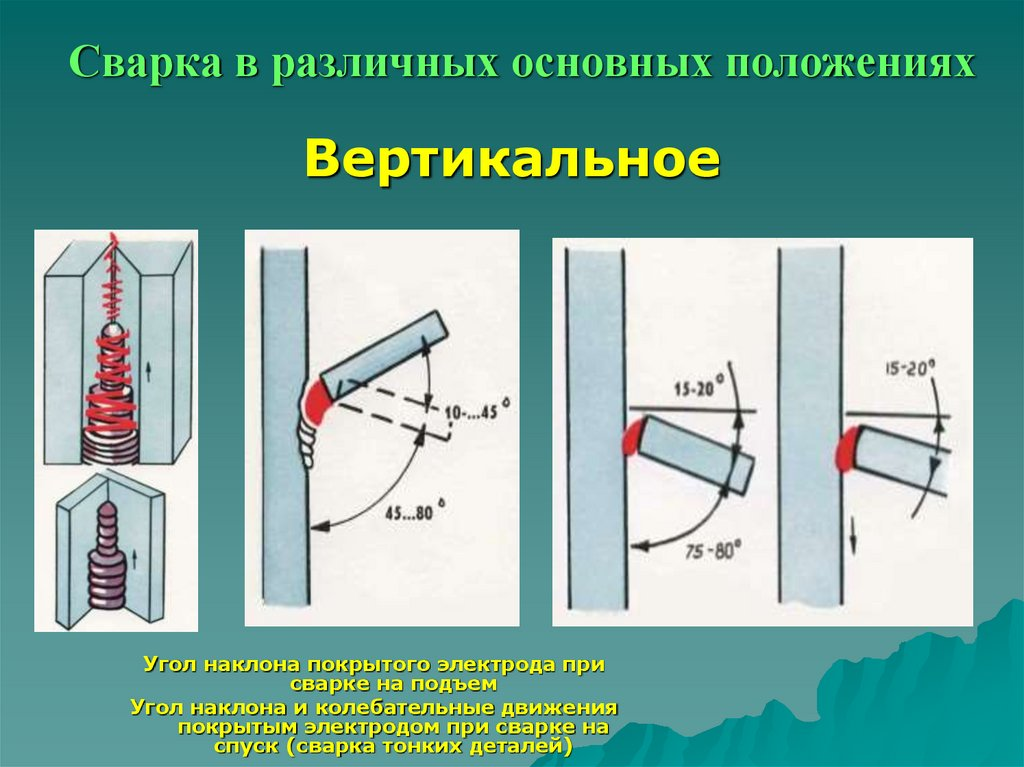 Сварка в различных основных положениях
Вертикальное
10-...45°
45...80°
15-20°
75-80°
15-20°
Угол наклона покрытого электрода при
сварке на подъем
Угол наклона и колебательные движения
покрытым электродом при сварке на
спуск (сварка тонких деталей)